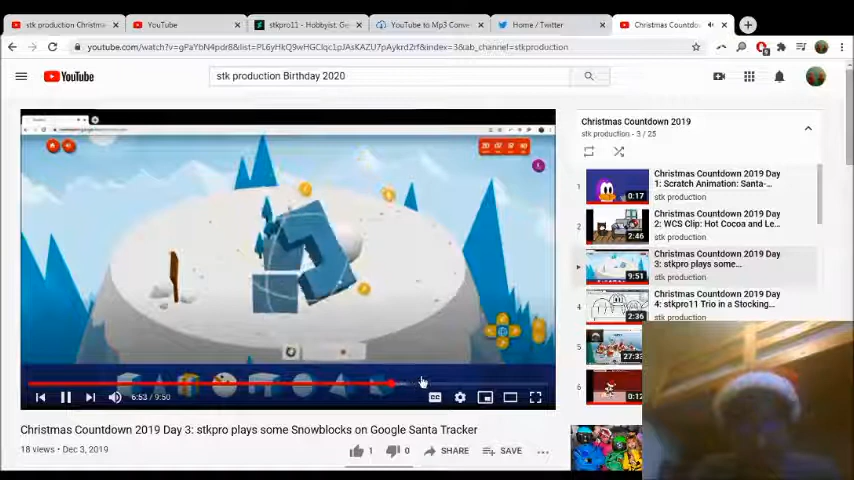 stk production Christm
YouTube
stkpro11 - Hobbyist, Ge
YouTube to Mp3 Conve
Home / Twitter
Christmas Countdo
youtube.com/watch?v=gPaYbN4pdr8&list=PL6yHkQ9wHGClqc1pJAsKAZU7pAykrd2rf&index=3&ab_channel=stkproduction
YouTube
stk production Birthday 2020
Christmas Countdown 2019
stk production - 3 / 25
1
Christmas Countdown 2019 Day
1: Scratch Animation: Santa-...
stk production
0:17
2
Christmas Countdown 2019 Day
2: WCS Clip: Hot Cocoa and Le...
stk production
2:46
Christmas Countdown 2019 Day
3: stkpro plays some...
stk production
9:51
4
Christmas Countdown 2019 Day
4: stkpro11 Trio in a Stocking...
stk production
2:36
5
27:33
6
0:12
6:53 / 9:50
CC
Christmas Countdown 2019 Day 3: stkpro plays some Snowblocks on Google Santa Tracker
18 views • Dec 3, 2019
1
0
SHARE
SAVE